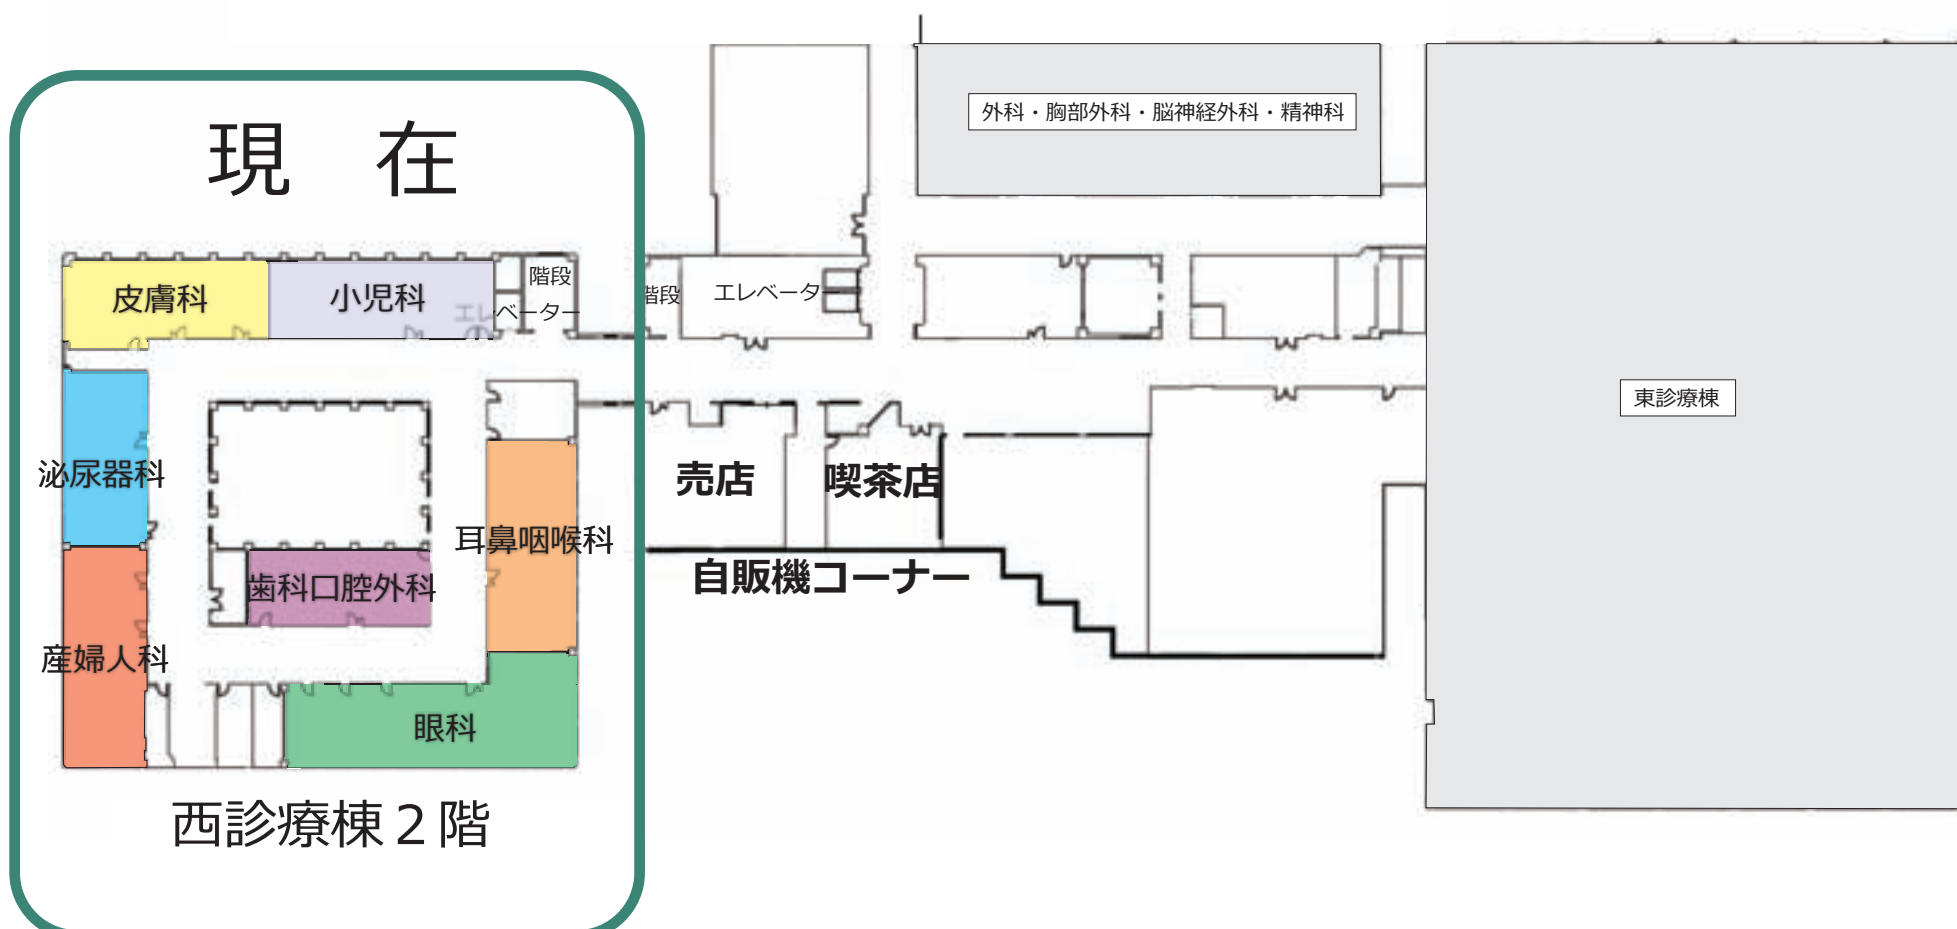 現　在
外科・胸部外科・脳神経外科・精神科
皮膚科
小児科
階段
エレベーター
階段
エレベーター
東診療棟
泌尿器科
売店
喫茶店
耳鼻咽喉科
自販機コーナー
歯科口腔外科
産婦人科
眼科
西診療棟２階